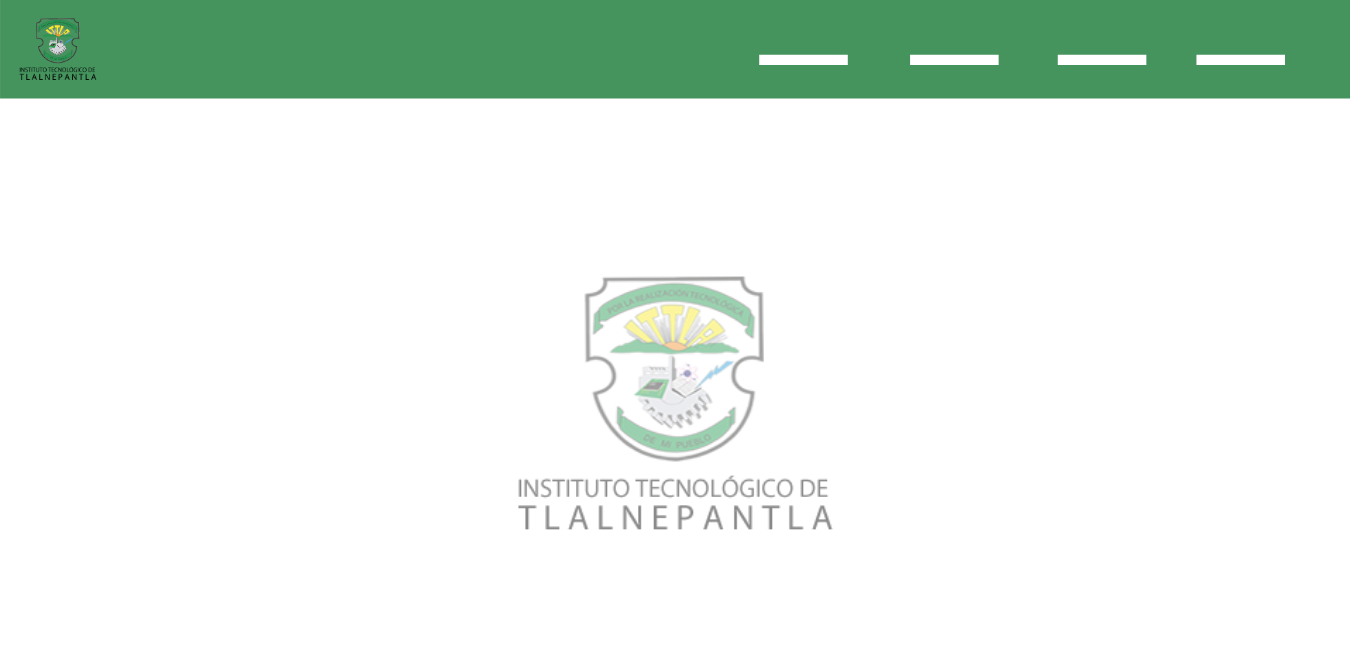 INSTITUTO TECNOLÓGICO DE
TLALNEPANTLA
POR LA REALIZACIÓN TECNOLÓGICA
ITTLA
DE MI PUEBLO
INSTITUTO TECNOLÓGICO DE
TLALNEPANTLA